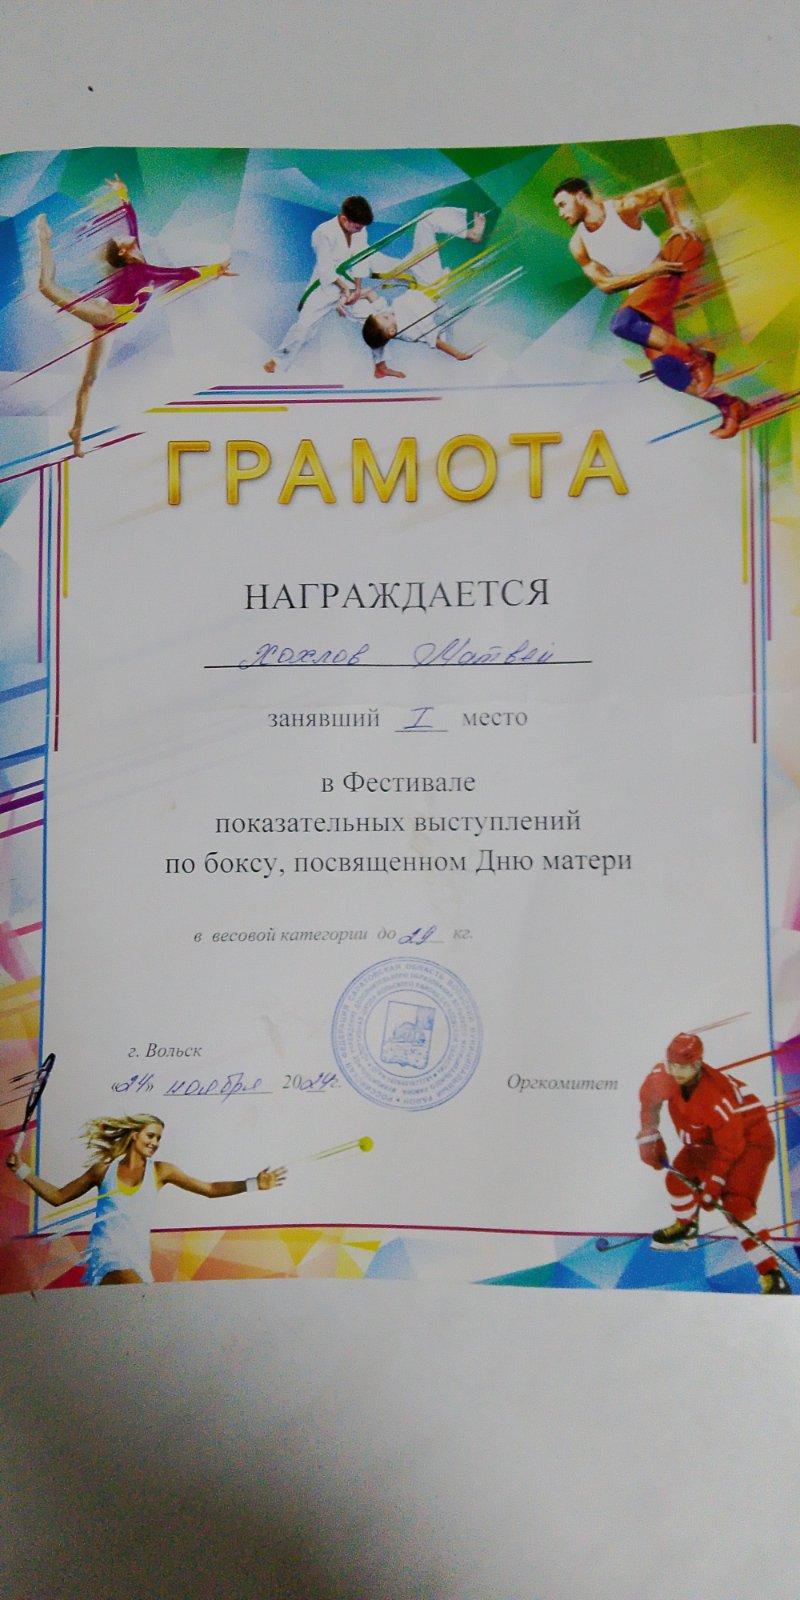 ГРАМОТА
НАГРАЖДАЕТСЯ
Хохлов Матвей
занявший I место
в Фестивале
показательных выступлений
по боксу, посвященном Дню матери
в весовой категории до 29 кг.
г. Вольск
«24» ноября 2024г.
Оргкомитет
11